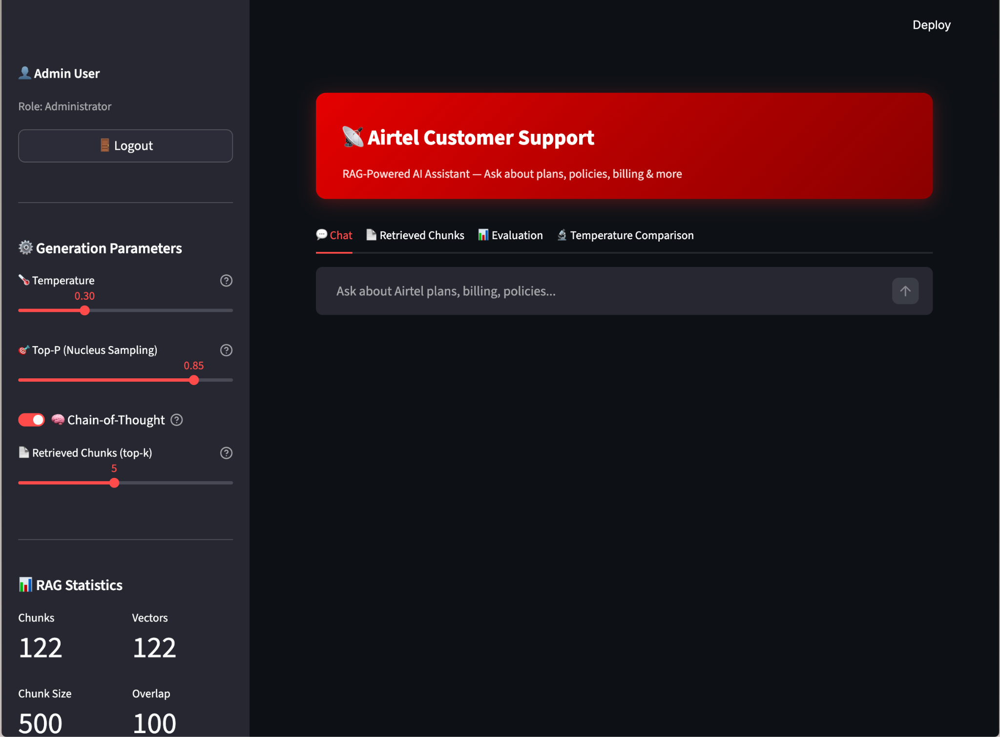 Deploy
Admin User
Role: Administrator
Logout
Generation Parameters
Temperature
0.30
Top-P (Nucleus Sampling)
0.85
Chain-of-Thought
Retrieved Chunks (top-k)
5
RAG Statistics
Chunks
Vectors
122
122
Chunk Size
Overlap
500
100
Airtel Customer Support
RAG-Powered AI Assistant — Ask about plans, policies, billing & more
Chat
Retrieved Chunks
Evaluation
Temperature Comparison
Ask about Airtel plans, billing, policies...